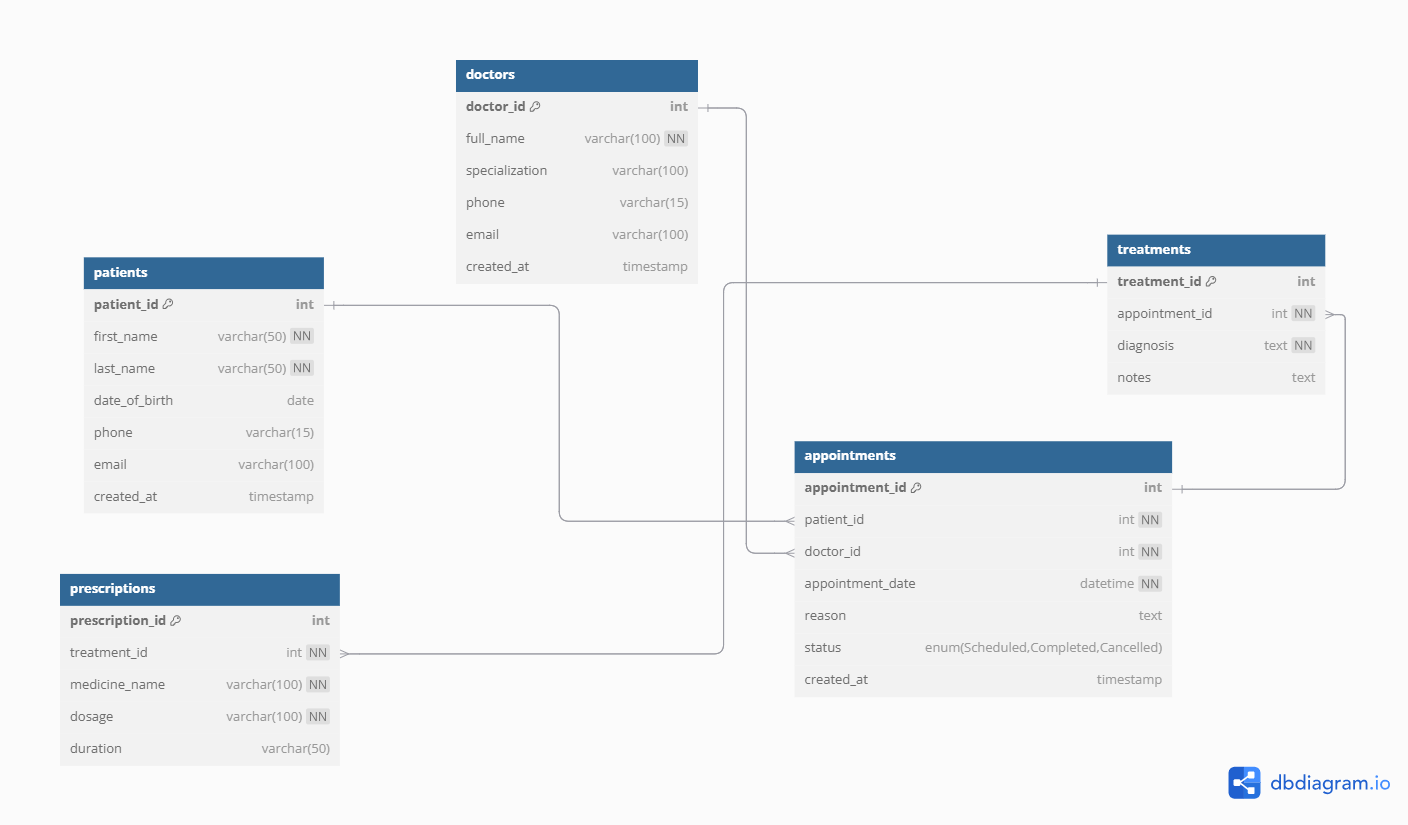 doctors
doctor_id int
full_name varchar(100) NN
specialization varchar(100)
phone varchar(15)
email varchar(100)
created_at timestamp
treatments
treatment_id int
appointment_id int NN
diagnosis text NN
notes text
patients
patient_id int
first_name varchar(50) NN
last_name varchar(50) NN
date_of_birth date
phone varchar(15)
email varchar(100)
created_at timestamp
appointments
appointment_id int
patient_id int NN
doctor_id int NN
appointment_date datetime NN
reason text
status enum(Scheduled,Completed,Cancelled)
created_at timestamp
prescriptions
prescription_id int
treatment_id int NN
medicine_name varchar(100) NN
dosage varchar(100) NN
duration varchar(50)
dbdiagram.io